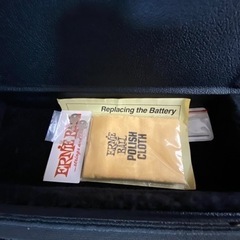 Replacing the Battery
ERNIE
BALL
ERNIE
BALL
POLISH
CLOTH